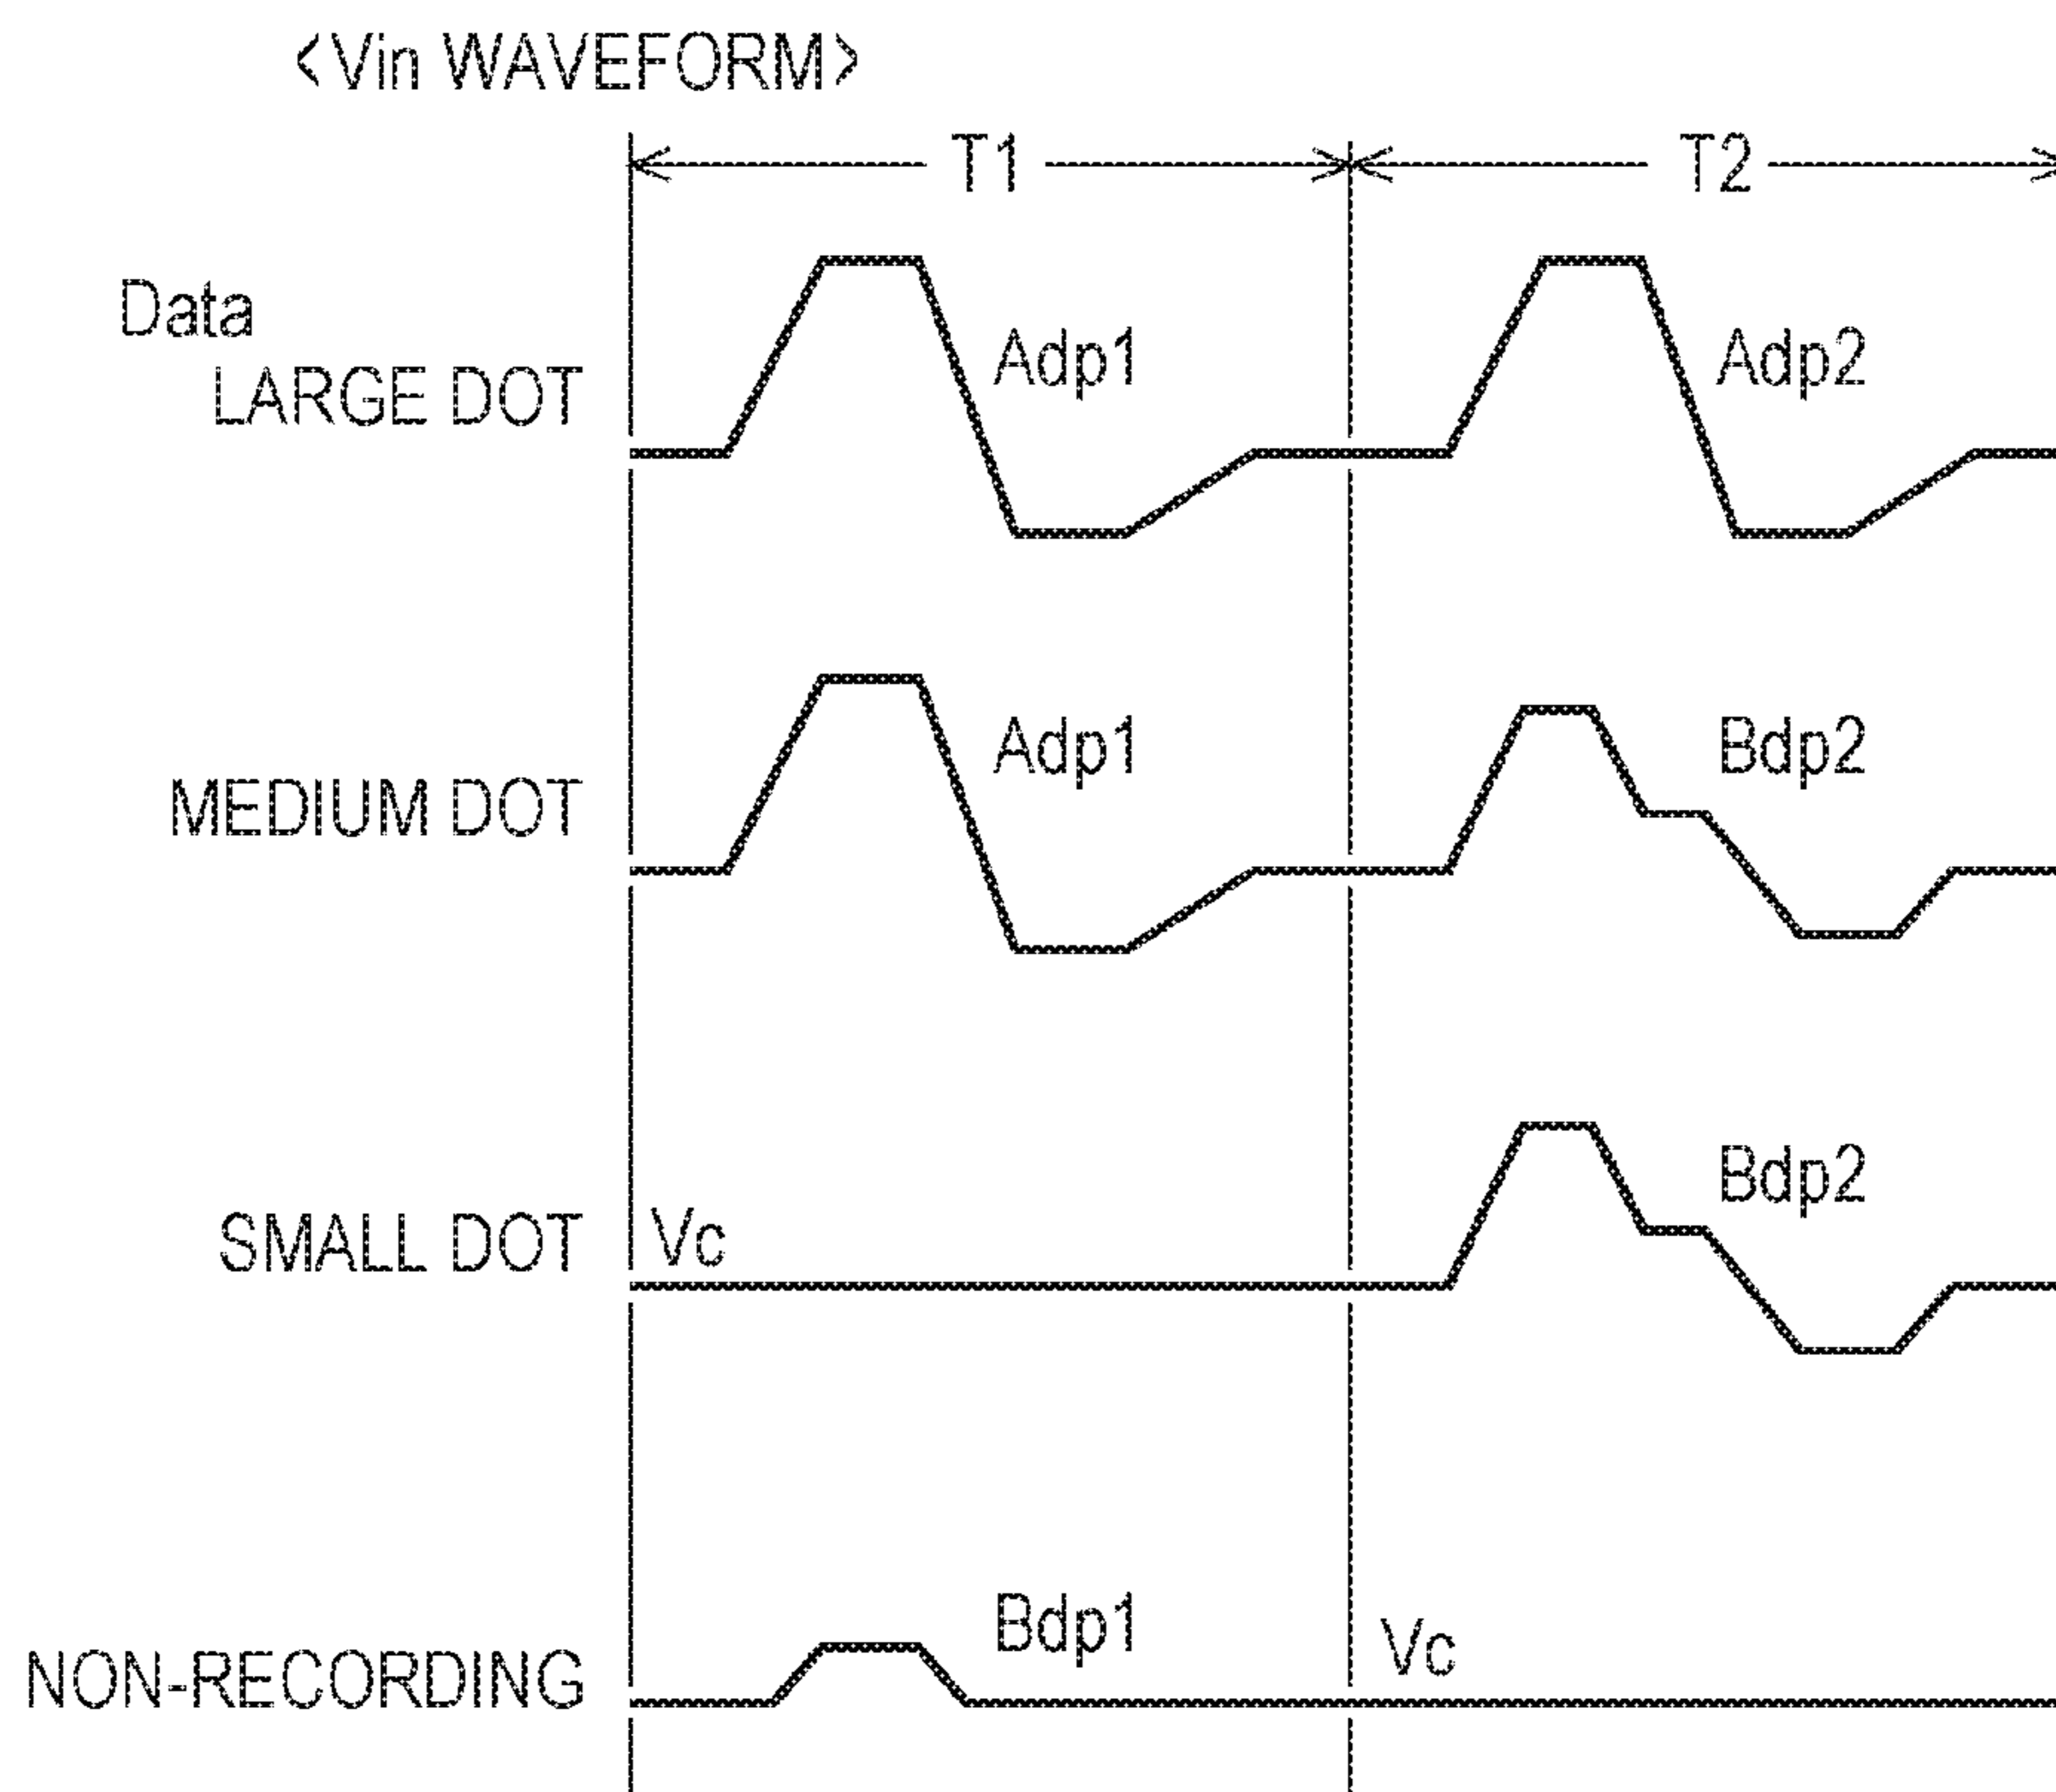 <Vin WAVEFORM>
T1 T2
Data
LARGE DOT Adp1 Adp2
MEDIUM DOT Adp1 Bdp2
SMALL DOT Vc Bdp2
NON-RECORDING Bdp1 Vc